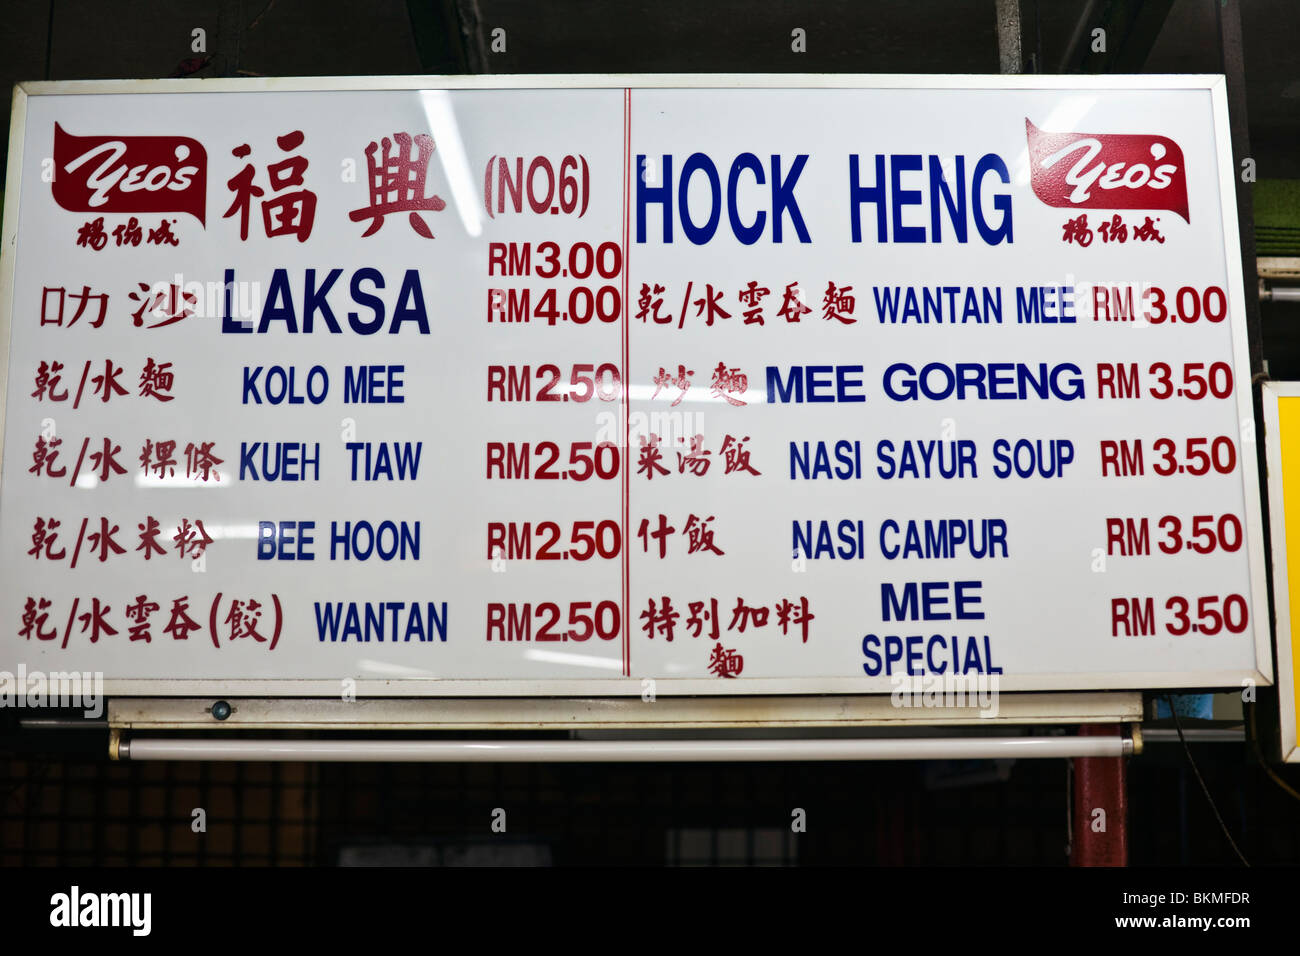 Yeo's 福 興 (NO.6)
楊協成
RM3.00
叻 沙 LAKSA RM4.00
乾/水麵 KOLO MEE RM2.50
乾/水粿條 KUEH TIAW RM2.50
乾/水米粉 BEE HOON RM2.50
乾/水雲吞(餃) WANTAN RM2.50
HOCK HENG Yeo's
楊協成
乾/水雲吞麵 WANTAN MEE RM 3.00
炒麵 MEE GORENG RM 3.50
菜湯飯 NASI SAYUR SOUP RM 3.50
什飯 NASI CAMPUR RM 3.50
特別加料 MEE RM 3.50
麵 SPECIAL
alamy
Image ID: BKMFDR
www.alamy.com